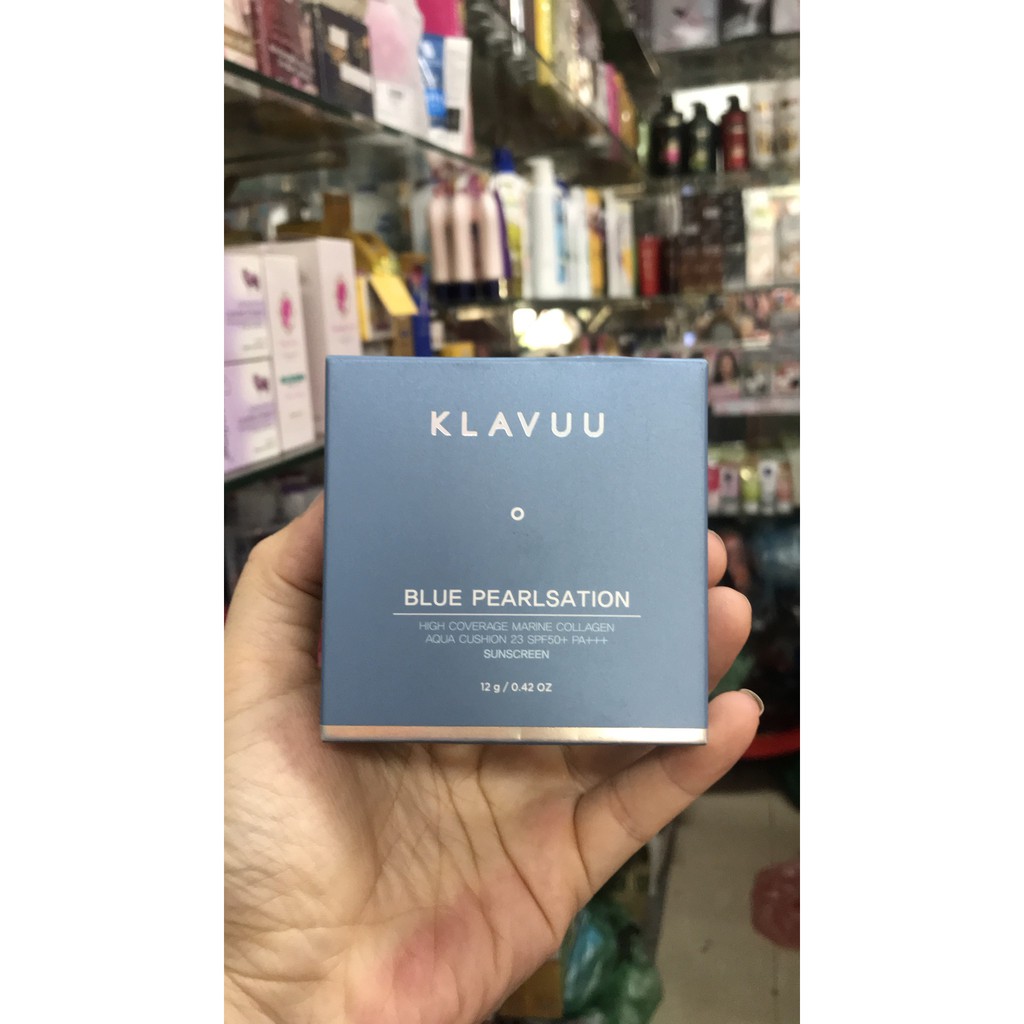 KLAVUU
BLUE PEARLSATION
HIGH COVERAGE MARINE COLLAGEN
AQUA CUSHION 23 SPF50+ PA+++
SUNSCREEN
12 g / 0.42 OZ